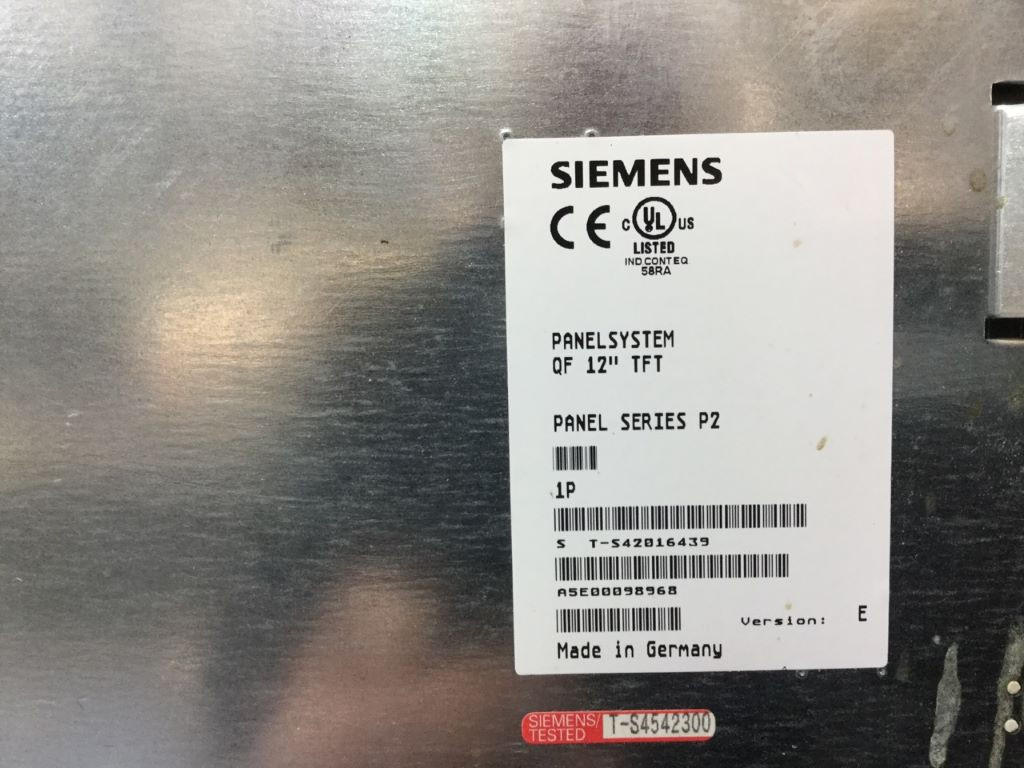 SIEMENS
CE C UL US
LISTED
IND CONT EQ
58RA
PANELSYSTEM
QF 12" TFT
PANEL SERIES P2
1P
S T-S42016439
A5E00098968
Version: E
Made in Germany
SIEMENS/ T-S4542300
TESTED